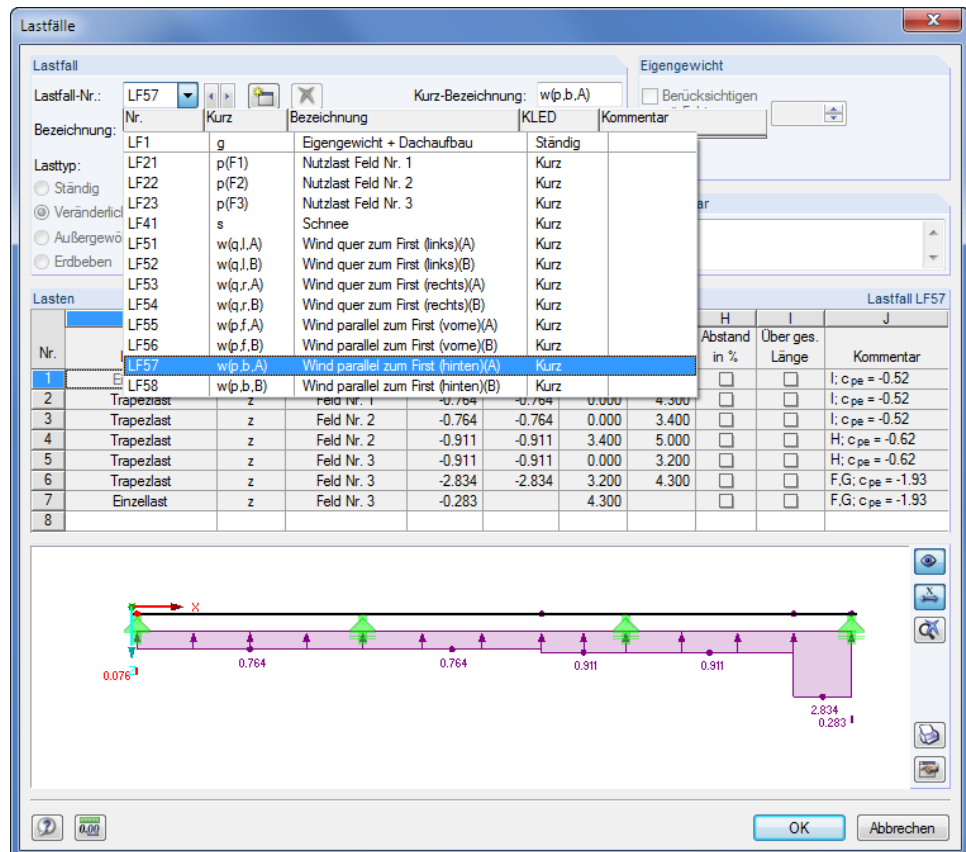 Lastfälle
Lastfall
Eigengewicht
Lastfall-Nr.: LF57 Kurz-Bezeichnung: w(p,b,A) Berücksichtigen
Bezeichnung:
Nr. Kurz Bezeichnung KLED Kommentar
LF1 g Eigengewicht + Dachaufbau Ständig
LF21 p(F1) Nutzlast Feld Nr. 1 Kurz
LF22 p(F2) Nutzlast Feld Nr. 2 Kurz
LF23 p(F3) Nutzlast Feld Nr. 3 Kurz
LF41 s Schnee Kurz
LF51 w(q,l,A) Wind quer zum First (links)(A) Kurz
LF52 w(q,l,B) Wind quer zum First (links)(B) Kurz
LF53 w(q,r,A) Wind quer zum First (rechts)(A) Kurz
LF54 w(q,r,B) Wind quer zum First (rechts)(B) Kurz
LF55 w(p,f,A) Wind parallel zum First (vorne)(A) Kurz
LF56 w(p,f,B) Wind parallel zum First (vorne)(B) Kurz
LF57 w(p,b,A) Wind parallel zum First (hinten)(A) Kurz
LF58 w(p,b,B) Wind parallel zum First (hinten)(B) Kurz
Lasttyp:
Ständig
Veränderlic
Außergewö
Erdbeben
ar
Lasten
Lastfall LF57
H I J
Nr. Abstand in % Über ges. Länge Kommentar
1 I; cpe = -0.52
2 Trapezlast z Feld Nr. 1 -0.764 -0.764 0.000 4.300 I; cpe = -0.52
3 Trapezlast z Feld Nr. 2 -0.764 -0.764 0.000 3.400 I; cpe = -0.52
4 Trapezlast z Feld Nr. 2 -0.911 -0.911 3.400 5.000 H; cpe = -0.62
5 Trapezlast z Feld Nr. 3 -0.911 -0.911 0.000 3.200 H; cpe = -0.62
6 Trapezlast z Feld Nr. 3 -2.834 -2.834 3.200 4.300 F,G; cpe = -1.93
7 Einzellast z Feld Nr. 3 -0.283 4.300 F,G; cpe = -1.93
8
X
0.076
0.764
0.764
0.911
0.911
2.834
0.283
0.00
OK
Abbrechen